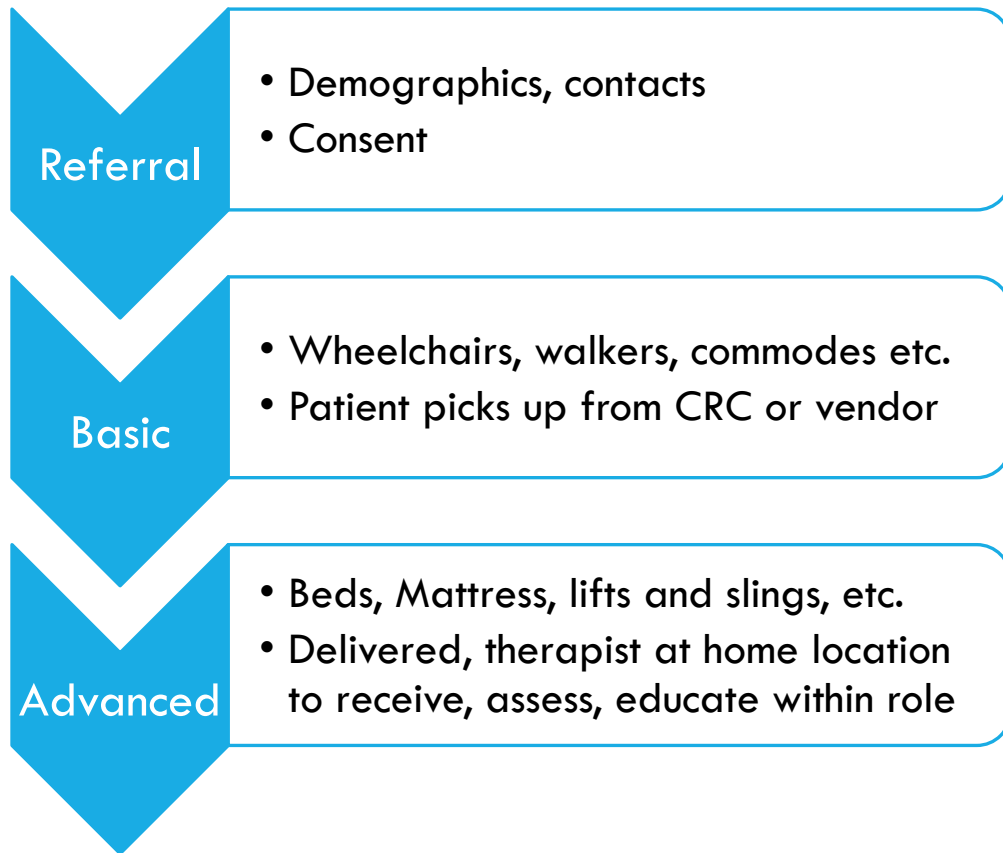 Referral
• Demographics, contacts
• Consent
Basic
• Wheelchairs, walkers, commodes etc.
• Patient picks up from CRC or vendor
Advanced
• Beds, Mattress, lifts and slings, etc.
• Delivered, therapist at home location
to receive, assess, educate within role